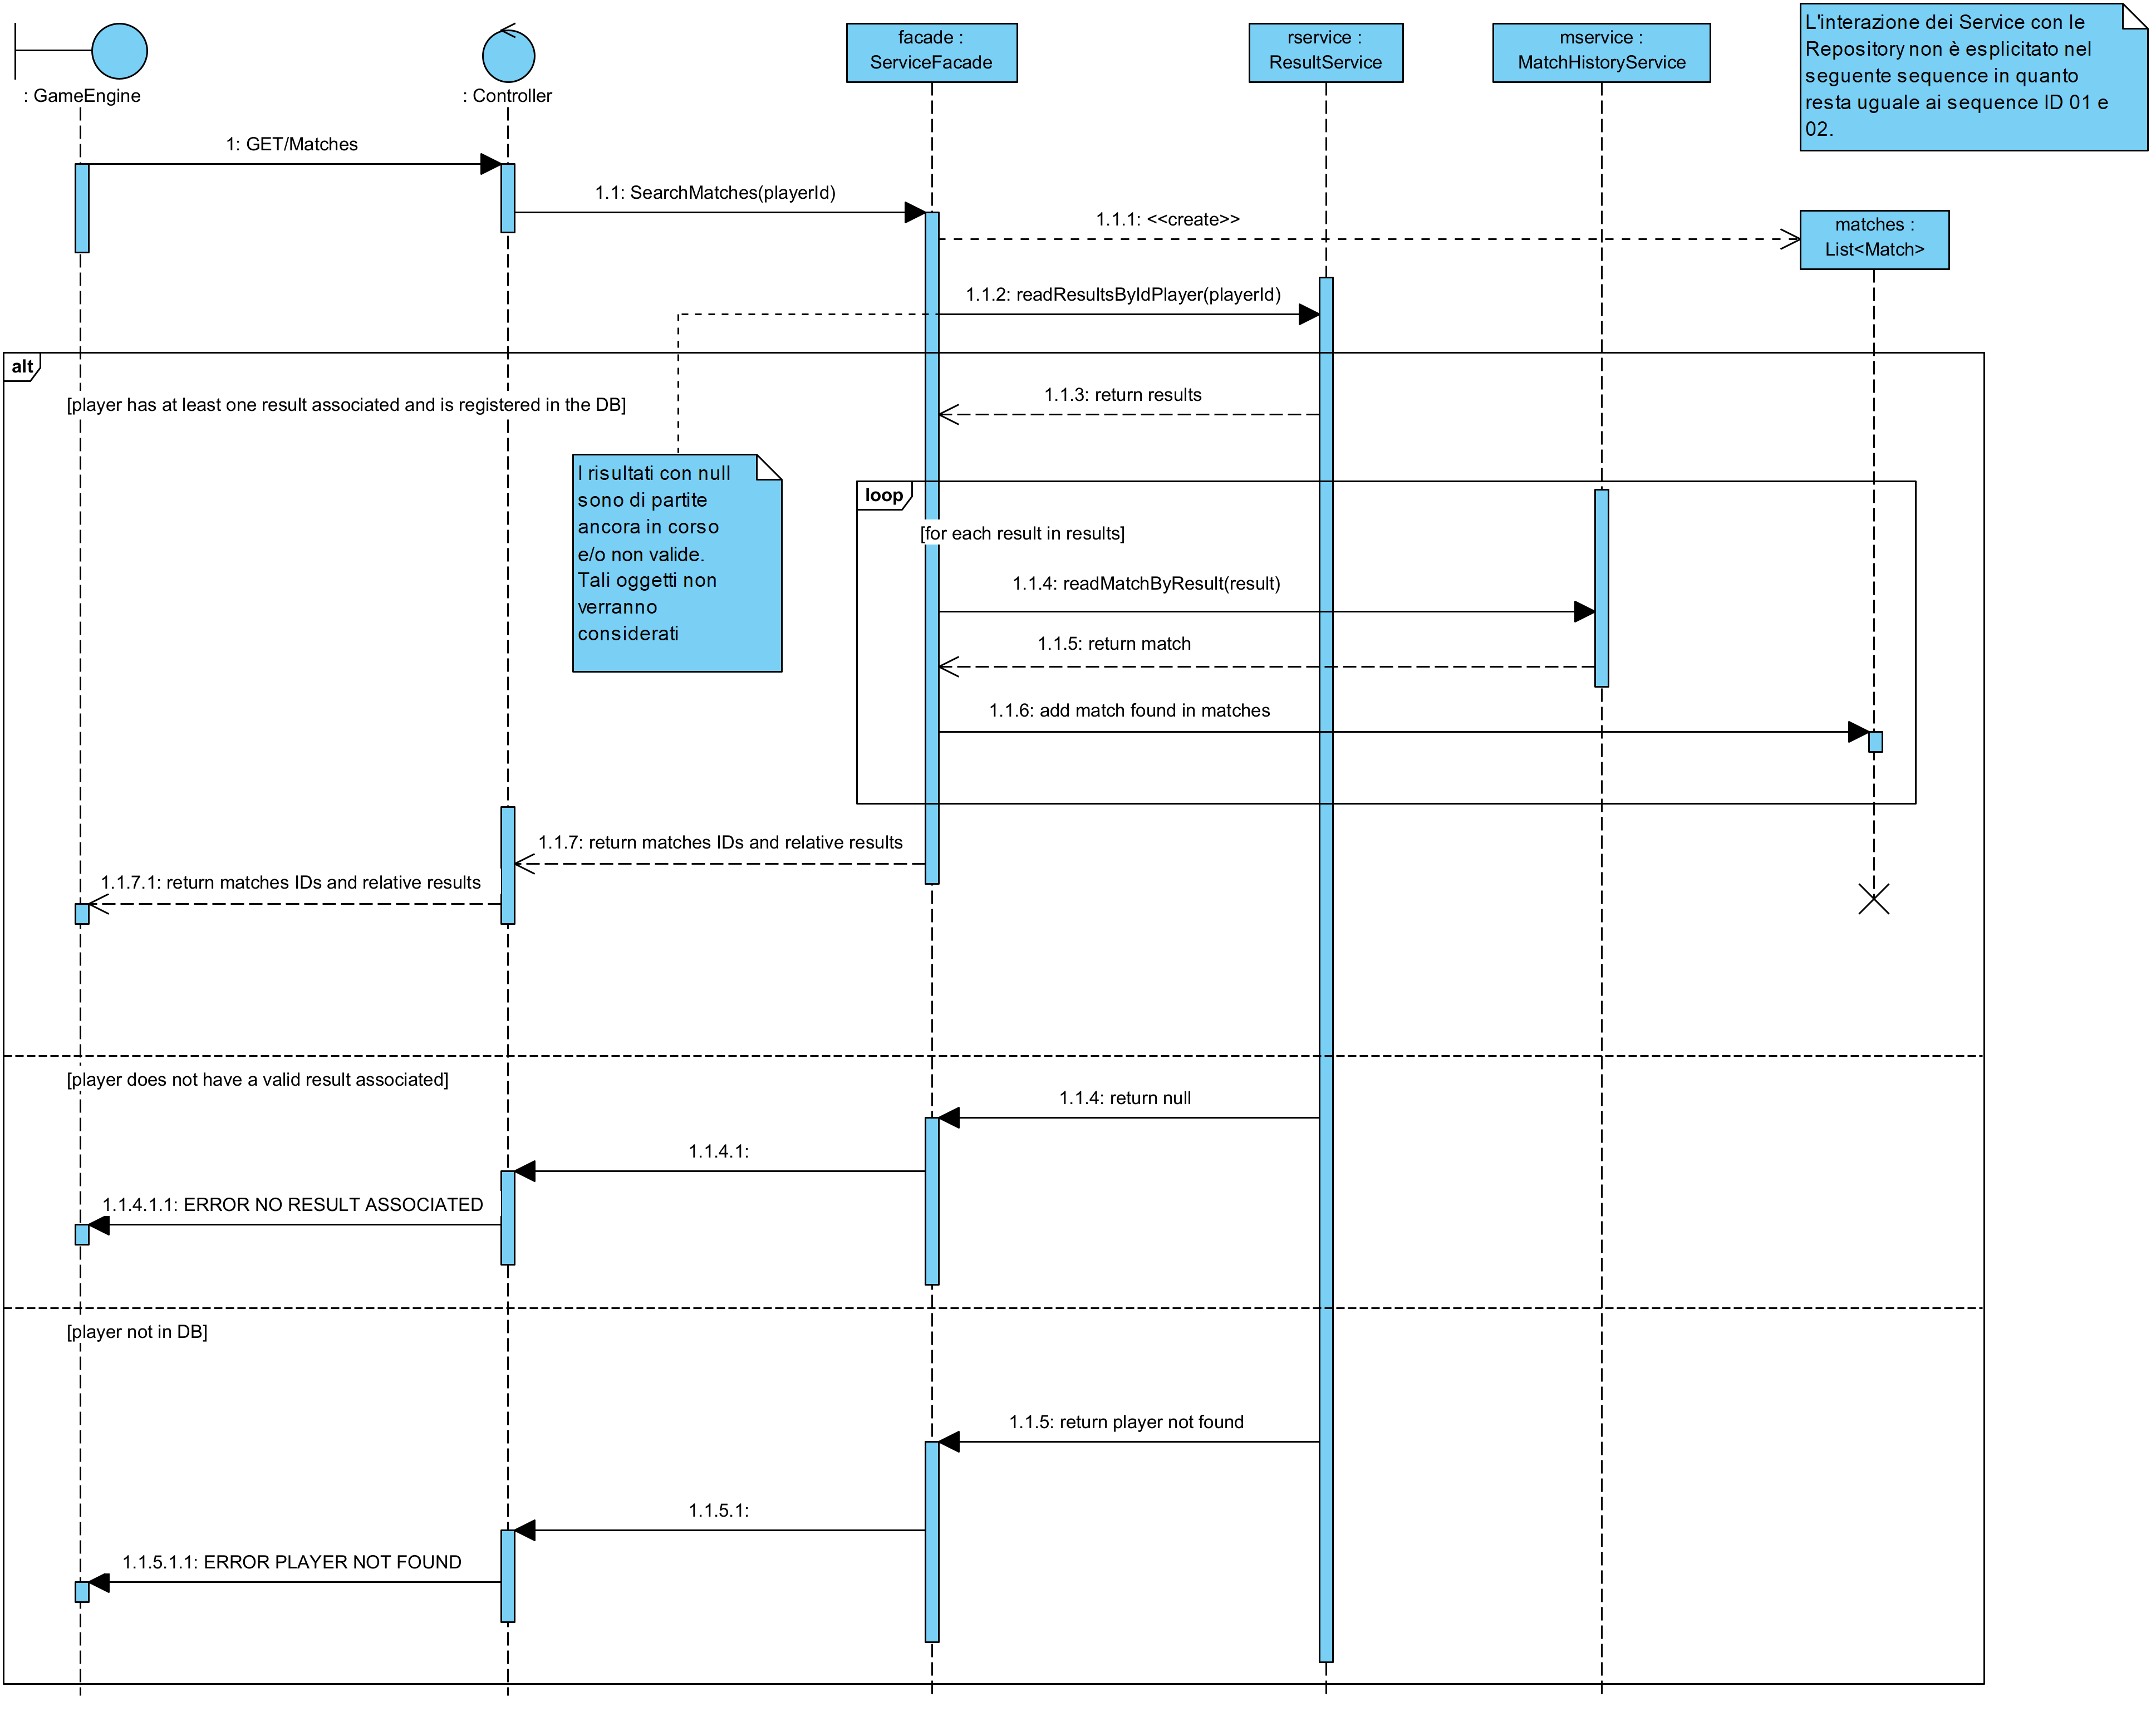 : GameEngine
: Controller
facade :
ServiceFacade
rservice :
ResultService
mservice :
MatchHistoryService
L'interazione dei Service con le
Repository non è esplicitato nel
seguente sequence in quanto
resta uguale ai sequence ID 01 e
02.
1: GET/Matches
1.1: SearchMatches(playerId)
1.1.1: <<create>>
matches :
List<Match>
1.1.2: readResultsByIdPlayer(playerId)
alt
[player has at least one result associated and is registered in the DB]
1.1.3: return results
I risultati con null
sono di partite
ancora in corso
e/o non valide.
Tali oggetti non
verranno
considerati
loop
[for each result in results]
1.1.4: readMatchByResult(result)
1.1.5: return match
1.1.6: add match found in matches
1.1.7: return matches IDs and relative results
1.1.7.1: return matches IDs and relative results
[player does not have a valid result associated]
1.1.4: return null
1.1.4.1:
1.1.4.1.1: ERROR NO RESULT ASSOCIATED
[player not in DB]
1.1.5: return player not found
1.1.5.1:
1.1.5.1.1: ERROR PLAYER NOT FOUND